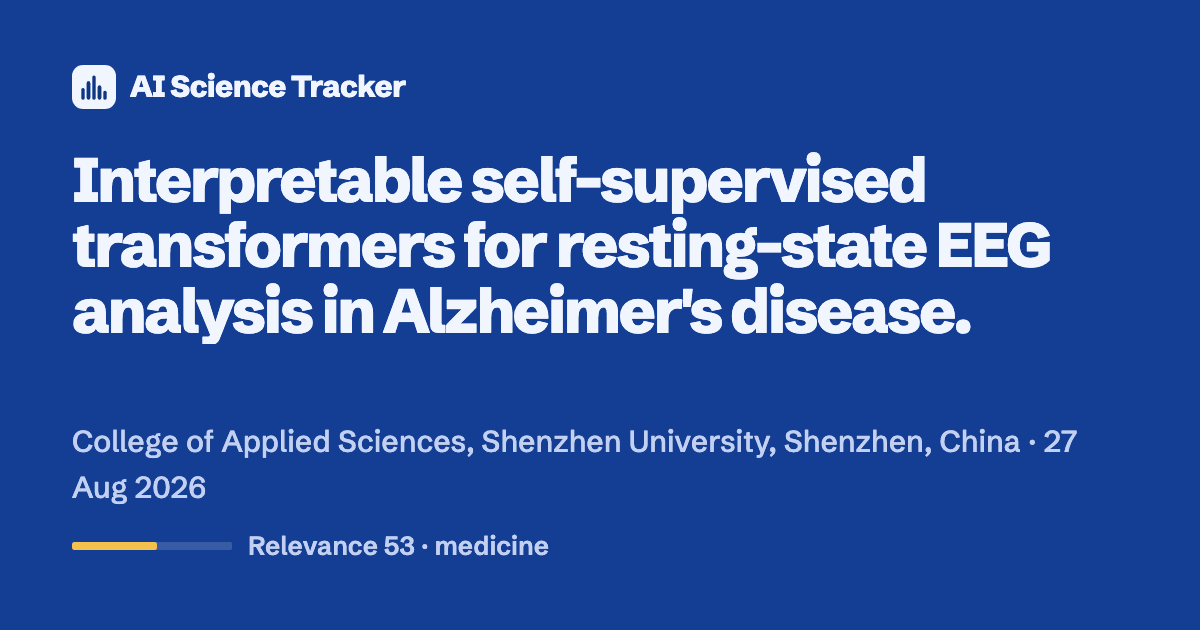 AI Science Tracker
Interpretable self-supervised
transformers for resting-state EEG
analysis in Alzheimer's disease.
College of Applied Sciences, Shenzhen University, Shenzhen, China · 27
Aug 2026
Relevance 53 · medicine